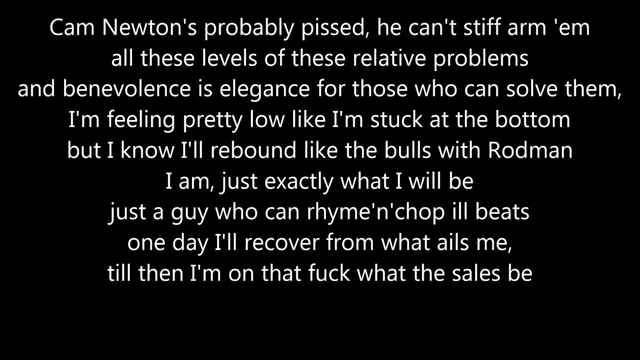 Cam Newton's probably pissed, he can't stiff arm 'em
all these levels of these relative problems
and benevolence is elegance for those who can solve them,
I'm feeling pretty low like I'm stuck at the bottom
but I know I'll rebound like the bulls with Rodman
I am, just exactly what I will be
just a guy who can rhyme'n'chop ill beats
one day I'll recover from what ails me,
till then I'm on that fuck what the sales be